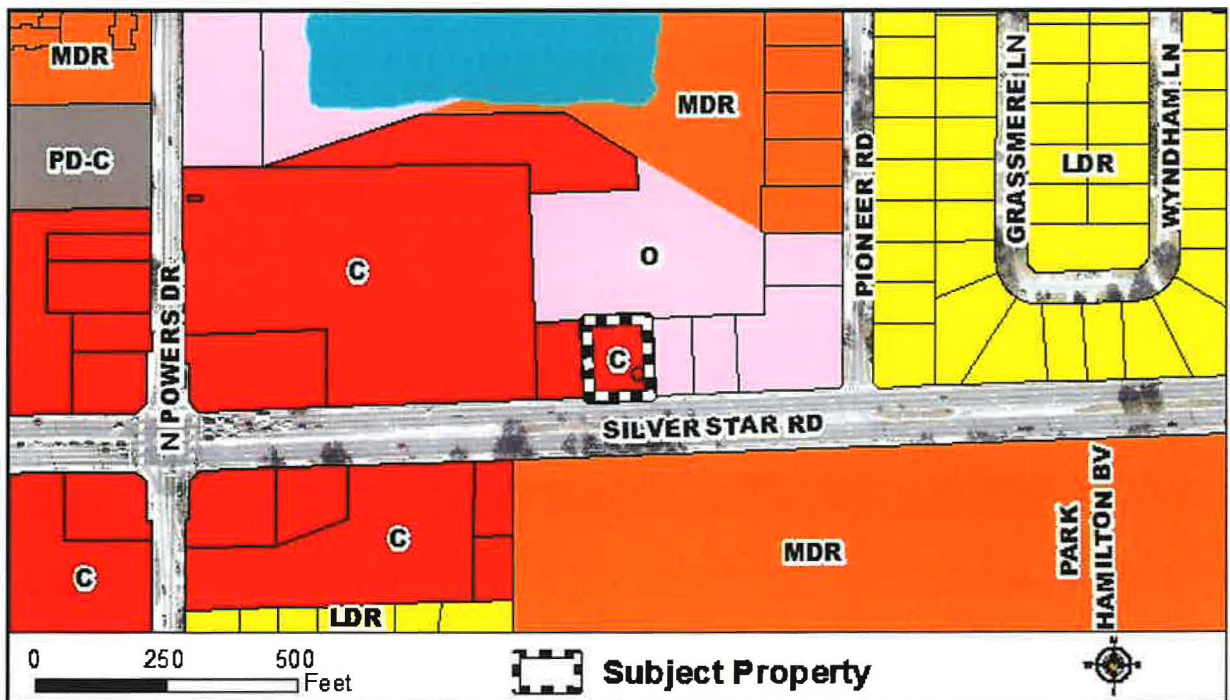 MDR
PD-C
MDR
GRASSMERE LN
WYNDHAM LN
LDR
PIONEER RD
C
O
N POWERS DR
C
SILVER STAR RD
C
C
MDR
PARK
HAMILTON BV
LDR
0 250 500
Feet
Subject Property